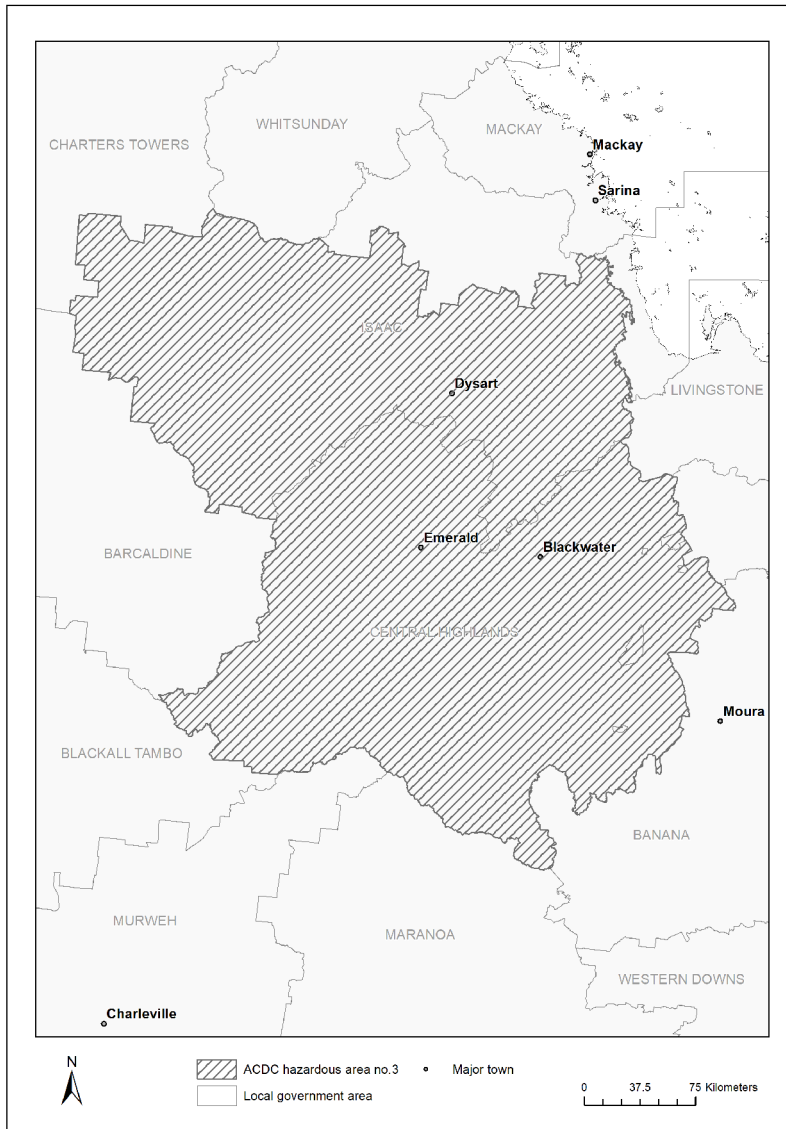 WHITSUNDAY
MACKAY
CHARTERS TOWERS
Mackay
Sarina
ISAAC
Dysart
LIVINGSTONE
Emerald
Blackwater
BARCALDINE
CENTRAL HIGHLANDS
Moura
BLACKALL TAMBO
BANANA
MURWEH
MARANOA
WESTERN DOWNS
Charleville
N
ACDC hazardous area no.3
Major town
Local government area
0 37.5 75 Kilometers